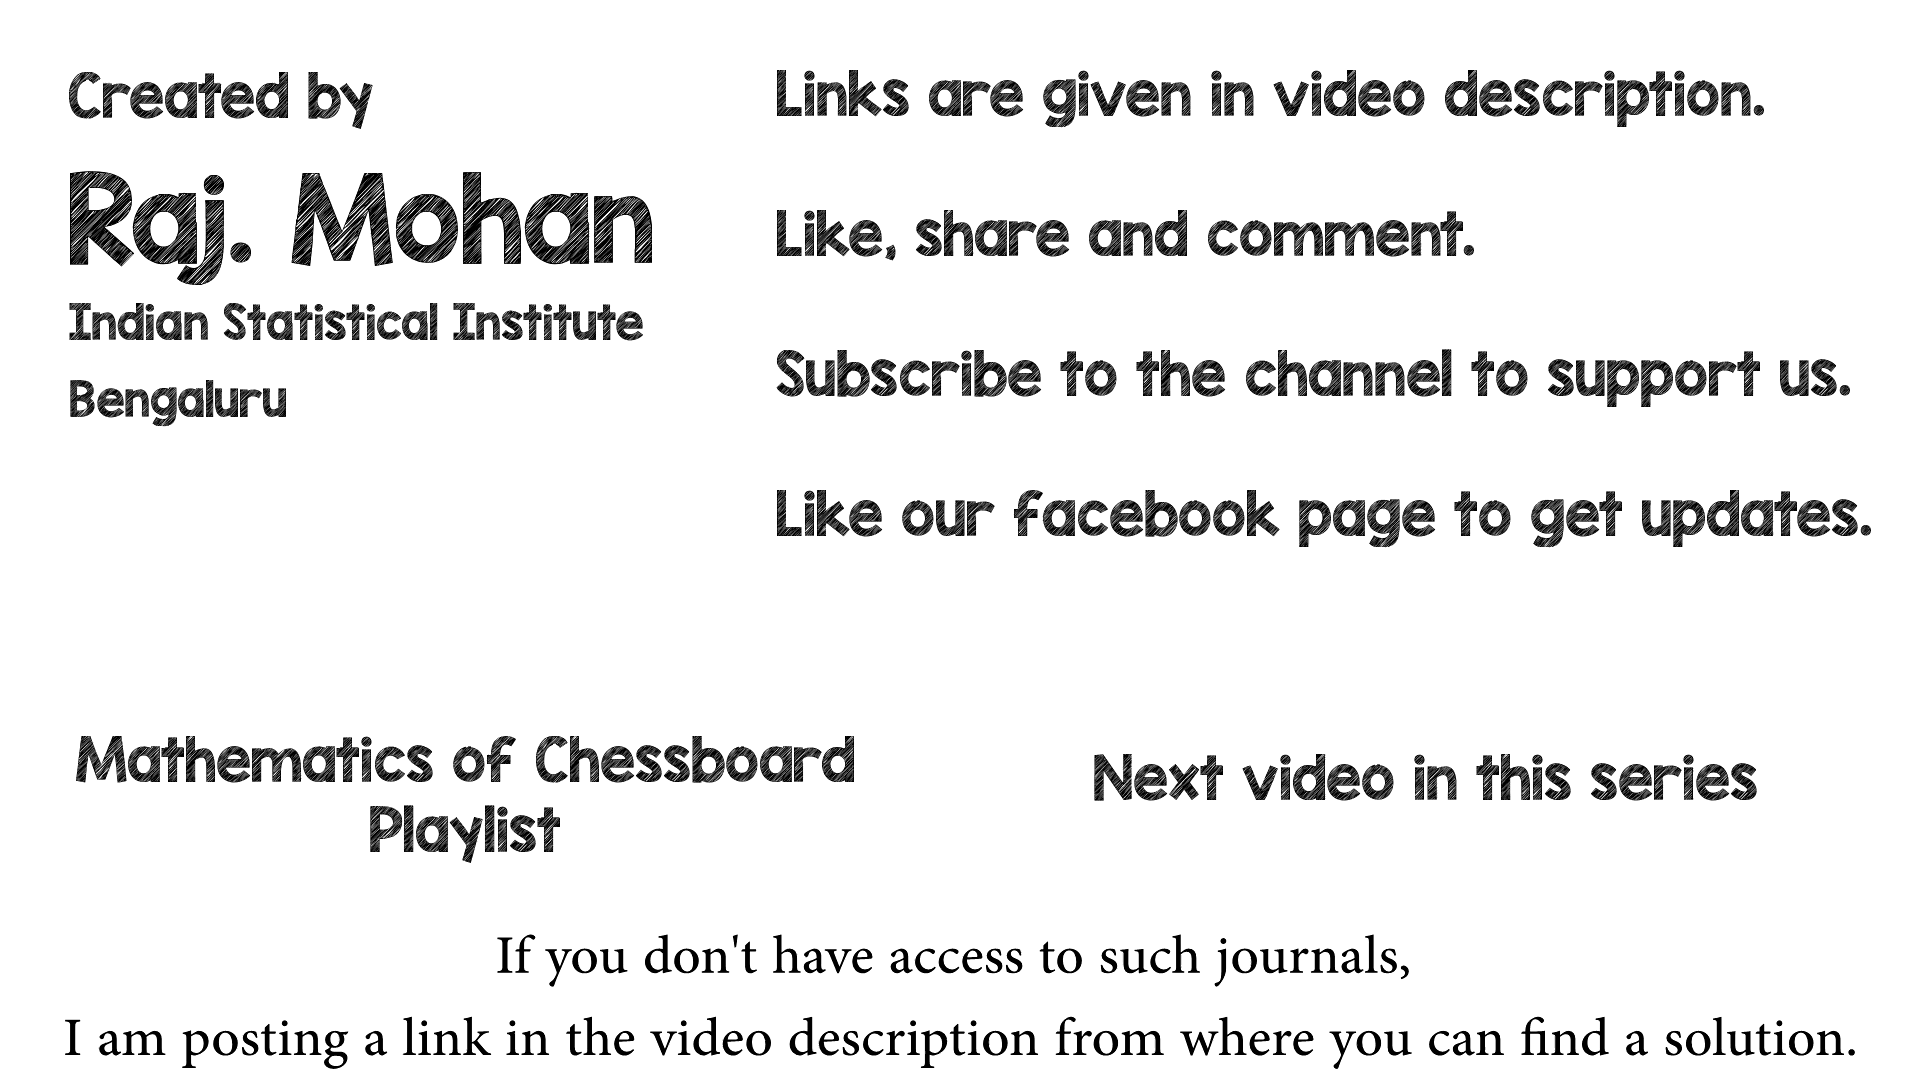 Created by
Raj. Mohan
Indian Statistical Institute
Bengaluru
Links are given in video description.
Like, share and comment.
Subscribe to the channel to support us.
Like our facebook page to get updates.
Mathematics of Chessboard
Playlist
Next video in this series
If you don't have access to such journals,
I am posting a link in the video description from where you can find a solution.